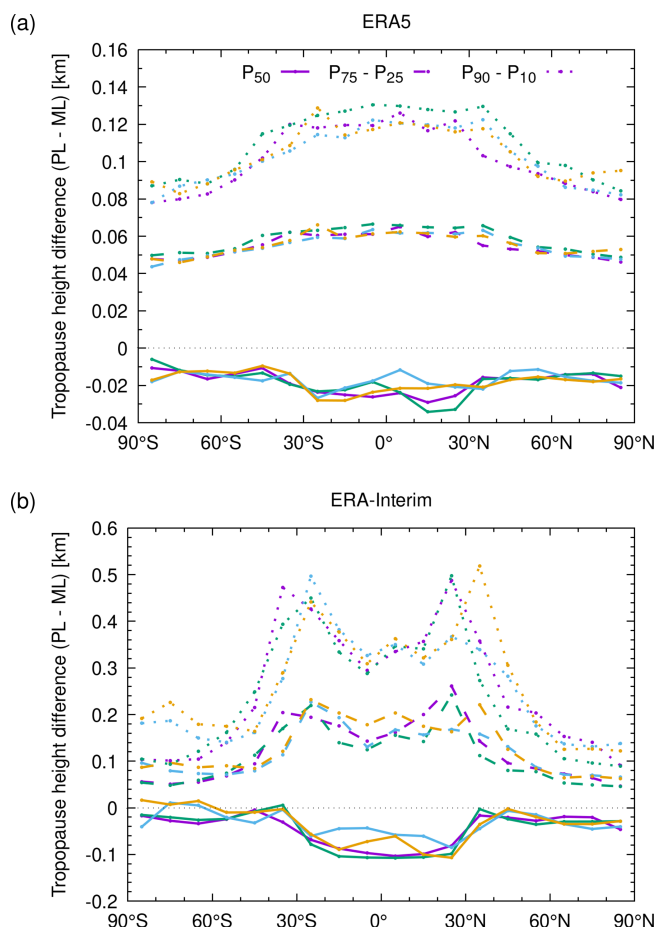 (a)
ERA5
Tropopause height difference (PL - ML) [km]
0.16
0.14
0.12
0.1
0.08
0.06
0.04
0.02
0
-0.02
-0.04
P50 P75 - P25 P90 - P10
90°S 60°S 30°S 0° 30°N 60°N 90°N
(b)
ERA-Interim
Tropopause height difference (PL - ML) [km]
0.6
0.5
0.4
0.3
0.2
0.1
0
-0.1
-0.2
90°S 60°S 30°S 0° 30°N 60°N 90°N